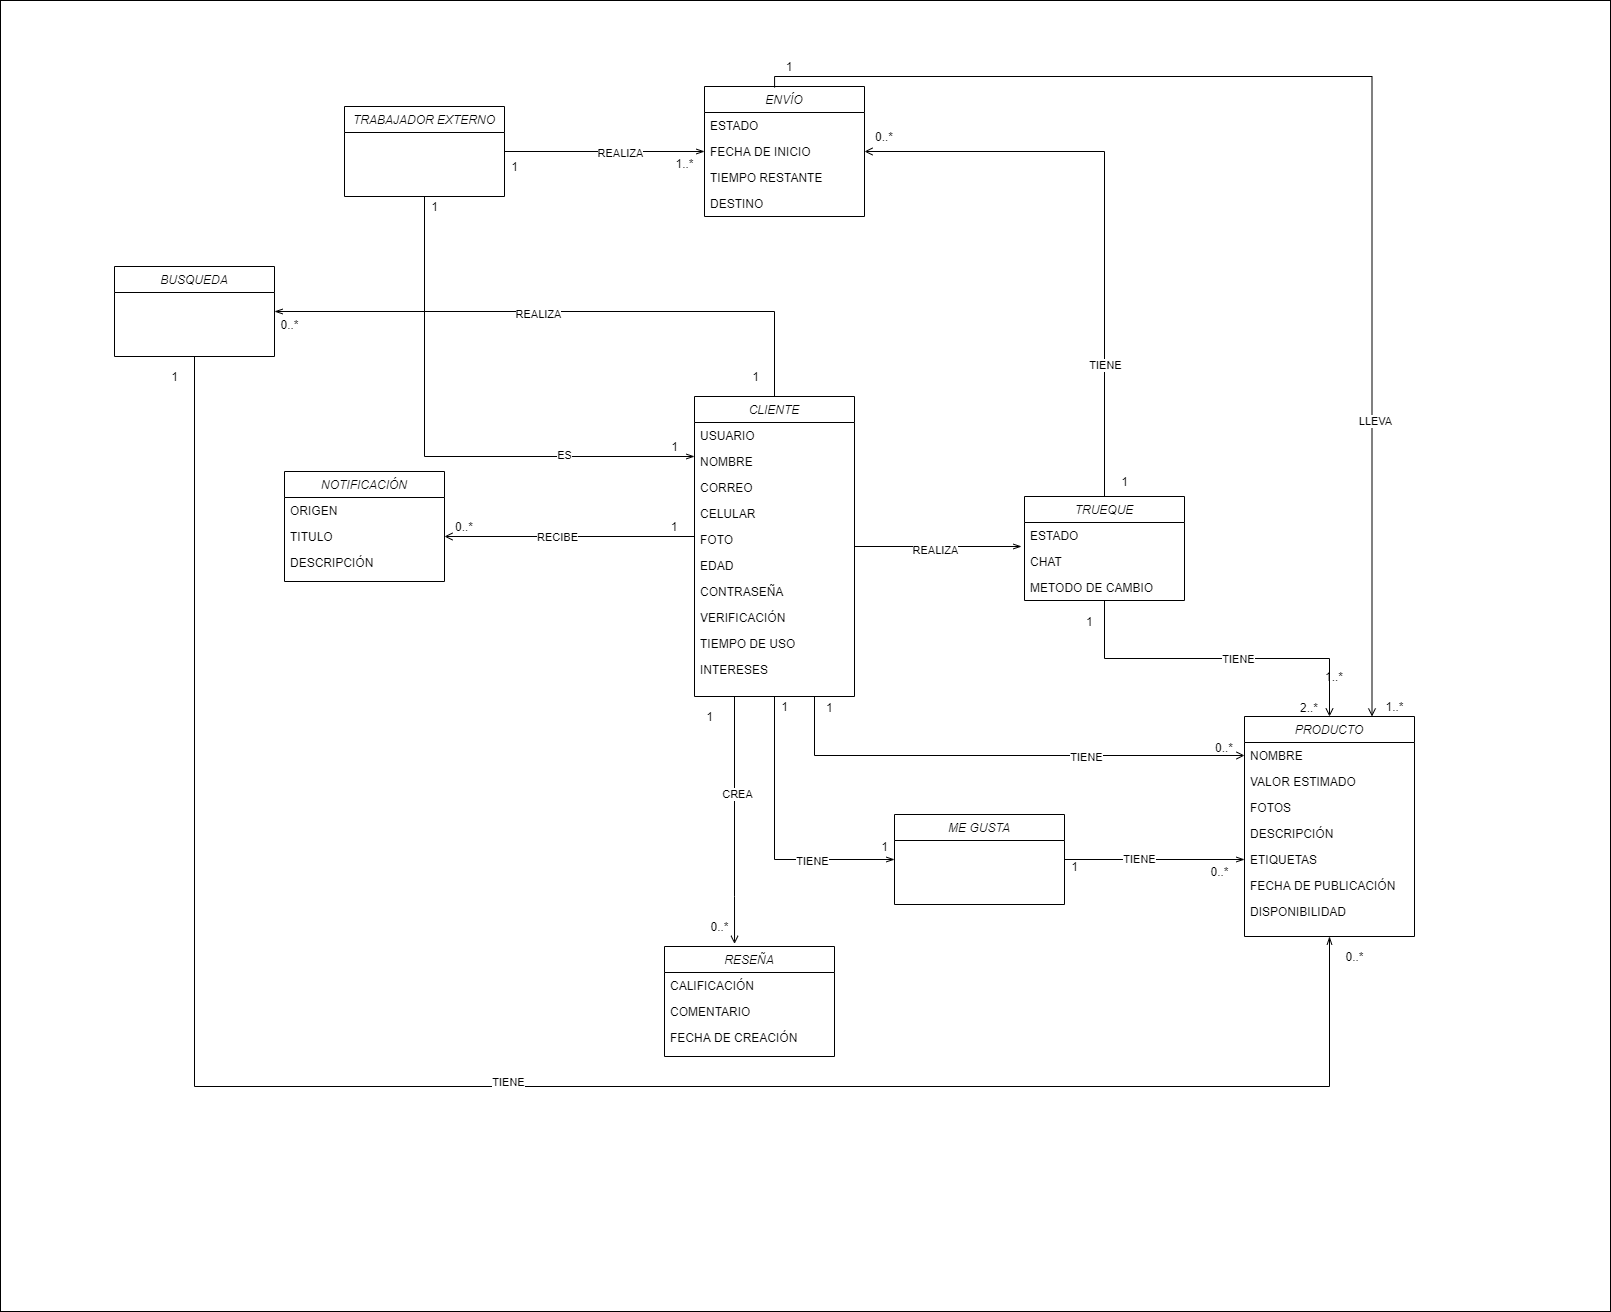 1
ENVÍO
ESTADO
FECHA DE INICIO
TIEMPO RESTANTE
DESTINO
TRABAJADOR EXTERNO
1
REALIZA
1..*
0..*
1
BUSQUEDA
0..*
REALIZA
1
1
TIENE
LLEVA
CLIENTE
USUARIO
NOMBRE
CORREO
CELULAR
FOTO
EDAD
CONTRASEÑA
VERIFICACIÓN
TIEMPO DE USO
INTERESES
ES
1
NOTIFICACIÓN
ORIGEN
TITULO
DESCRIPCIÓN
0..*
RECIBE
1
REALIZA
1
TRUEQUE
ESTADO
CHAT
METODO DE CAMBIO
1
TIENE
1..*
2..*
1..*
PRODUCTO
NOMBRE
VALOR ESTIMADO
FOTOS
DESCRIPCIÓN
ETIQUETAS
FECHA DE PUBLICACIÓN
DISPONIBILIDAD
1
1
1
TIENE
0..*
CREA
ME GUSTA
TIENE
1
1
TIENE
0..*
0..*
RESEÑA
CALIFICACIÓN
COMENTARIO
FECHA DE CREACIÓN
0..*
TIENE